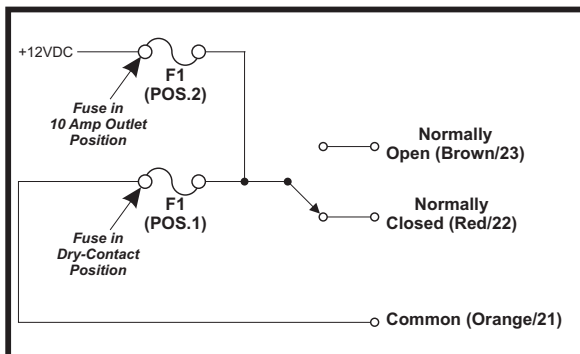 +12VDC
F1
(POS.2)
Fuse in
10 Amp Outlet
Position
Normally
Open (Brown/23)
F1
(POS.1)
Normally
Closed (Red/22)
Fuse in
Dry-Contact
Position
Common (Orange/21)